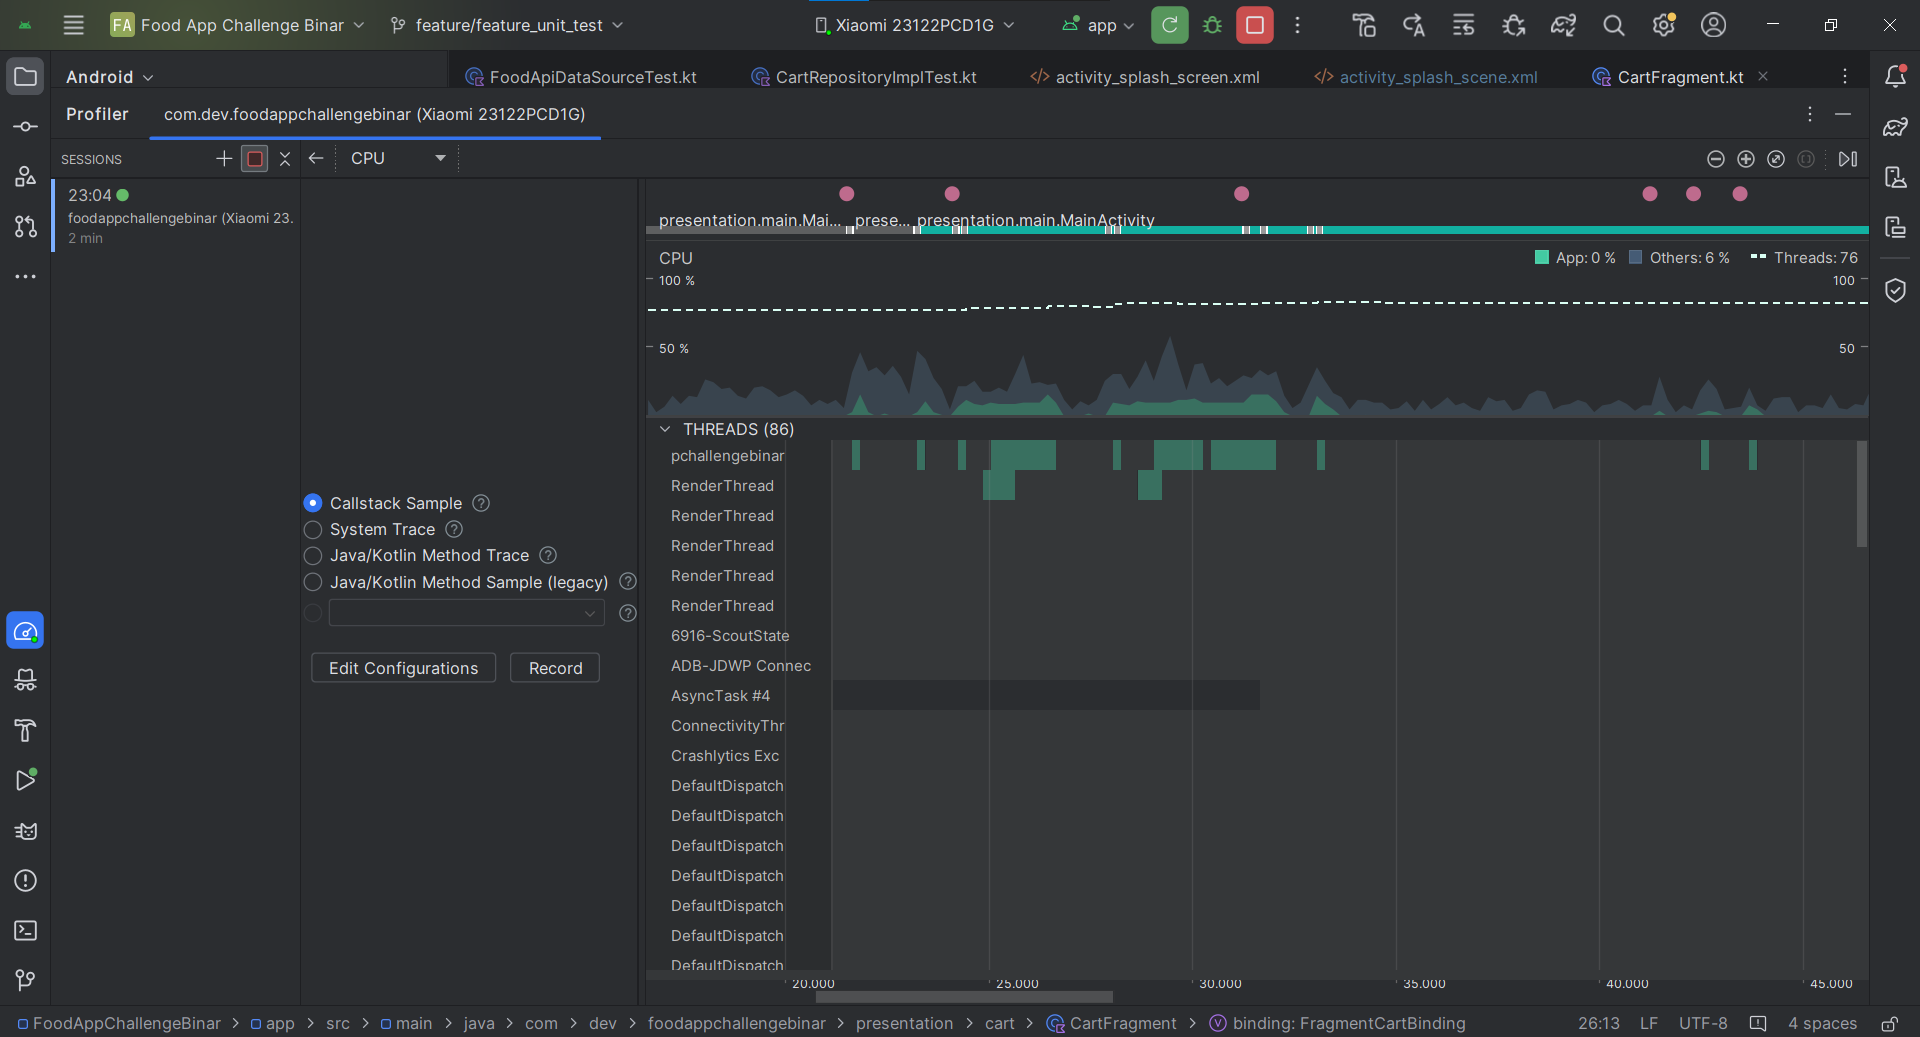 FA Food App Challenge Binar feature/feature_unit_test Xiaomi 23122PCD1G app
Android FoodApiDataSourceTest.kt CartRepositoryImplTest.kt activity_splash_screen.xml activity_splash_scene.xml CartFragment.kt
Profiler com.dev.foodappchallengebinar (Xiaomi 23122PCD1G)
SESSIONS CPU
23:04
foodappchallengebinar (Xiaomi 23.
2 min
presentation.main.Mai... prese... presentation.main.MainActivity
CPU App: 0 % Others: 6 % Threads: 76
100 % 100
50 % 50
THREADS (86)
pchallengebinar
RenderThread
RenderThread
RenderThread
RenderThread
RenderThread
6916-ScoutState
ADB-JDWP Connec
AsyncTask #4
ConnectivityThr
Crashlytics Exc
DefaultDispatch
DefaultDispatch
DefaultDispatch
DefaultDispatch
DefaultDispatch
DefaultDispatch
DefaultDispatch
20.000 25.000 30.000 35.000 40.000 45.000
Callstack Sample ?
System Trace ?
Java/Kotlin Method Trace ?
Java/Kotlin Method Sample (legacy) ?
?
Edit Configurations Record
FoodAppChallengeBinar > app > src > main > java > com > dev > foodappchallengebinar > presentation > cart > CartFragment > binding: FragmentCartBinding 26:13 LF UTF-8 4 spaces